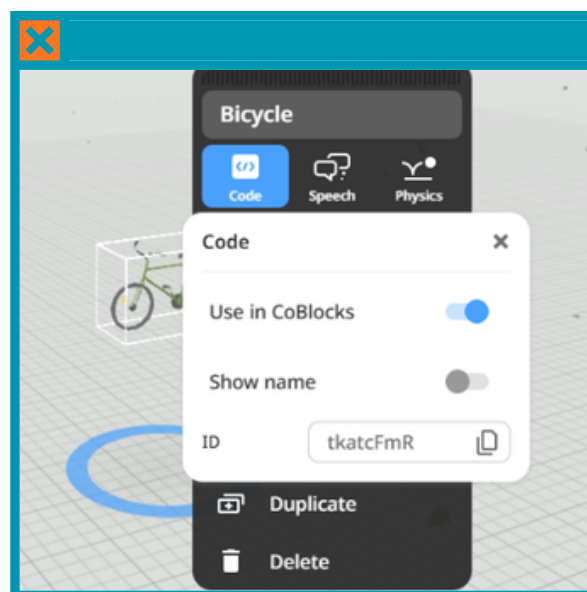 Bicycle
Code Speech Physics
Code
Use in CoBlocks
Show name
ID tkatcFmR
Duplicate
Delete